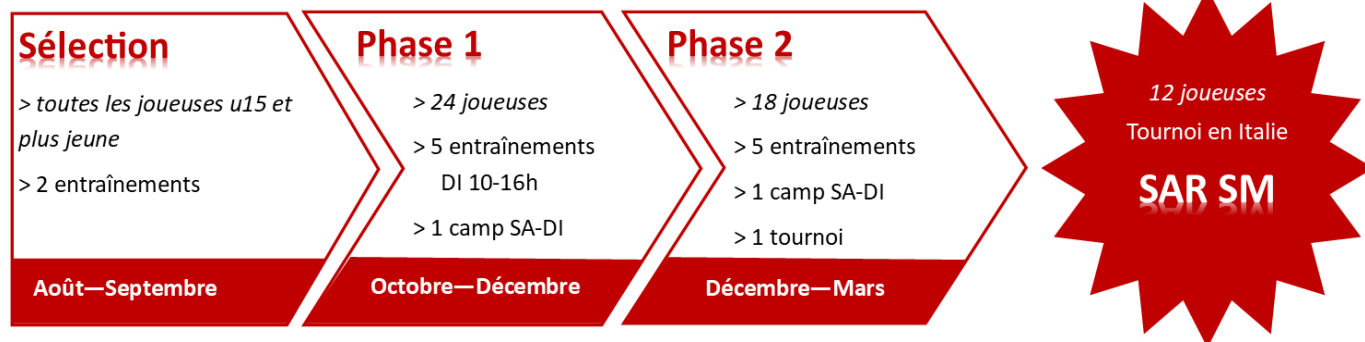 Sélection
> toutes les joueuses u15 et
plus jeune
> 2 entraînements
Août—Septembre
Phase 1
> 24 joueuses
> 5 entraînements
DI 10-16h
> 1 camp SA-DI
Octobre—Décembre
Phase 2
> 18 joueuses
> 5 entraînements
> 1 camp SA-DI
> 1 tournoi
Décembre—Mars
12 joueuses
Tournoi en Italie
SAR SM